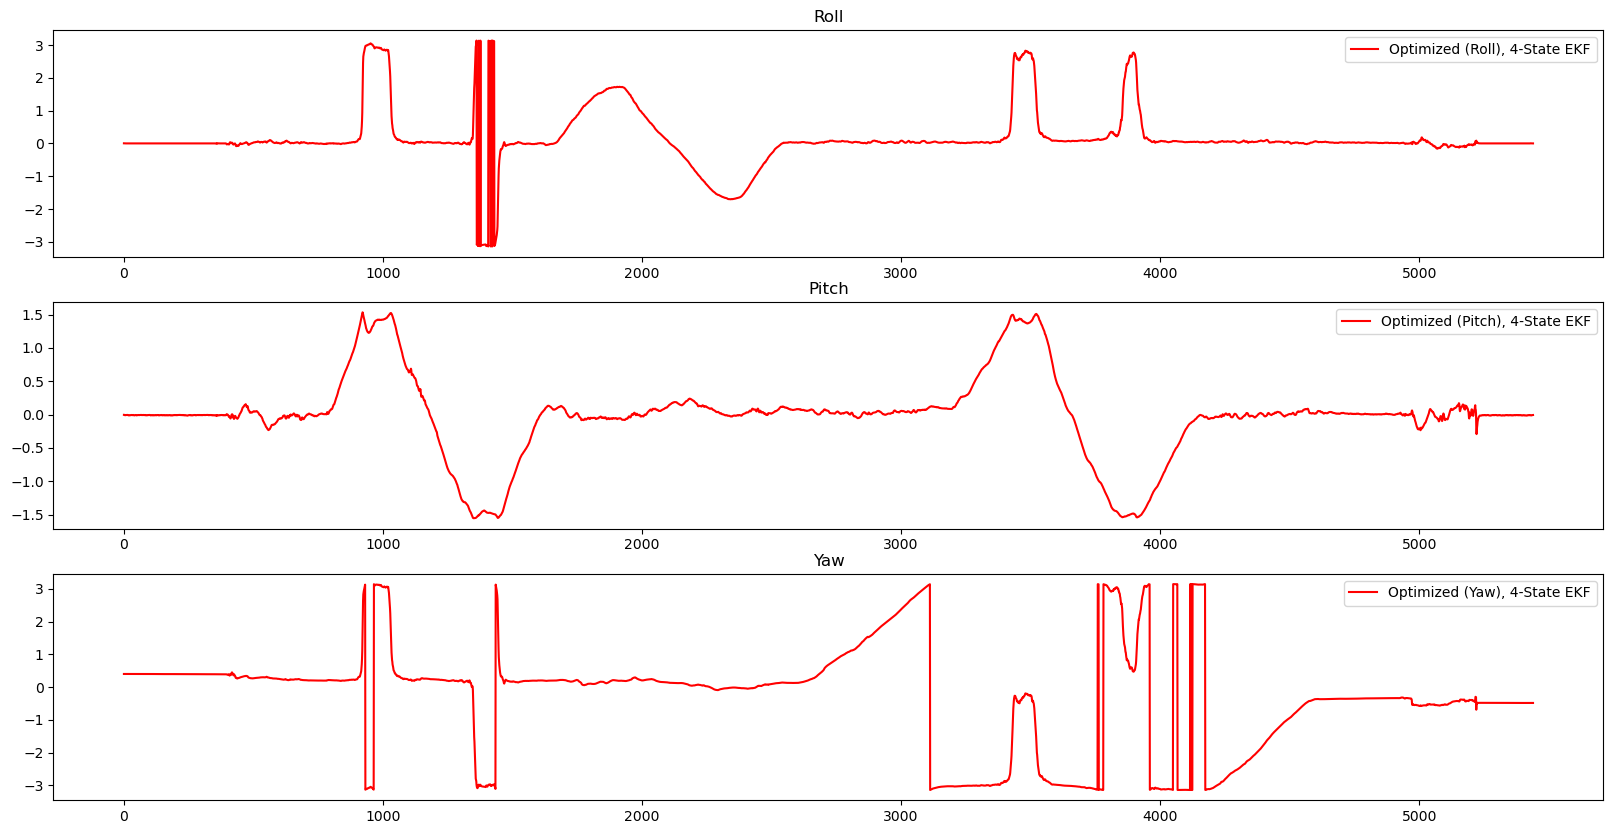 Roll
Optimized (Roll), 4-State EKF
3
2
1
0
−1
−2
−3
0 1000 2000 3000 4000 5000
Pitch
Optimized (Pitch), 4-State EKF
1.5
1.0
0.5
0.0
−0.5
−1.0
−1.5
0 1000 2000 3000 4000 5000
Yaw
Optimized (Yaw), 4-State EKF
3
2
1
0
−1
−2
−3
0 1000 2000 3000 4000 5000